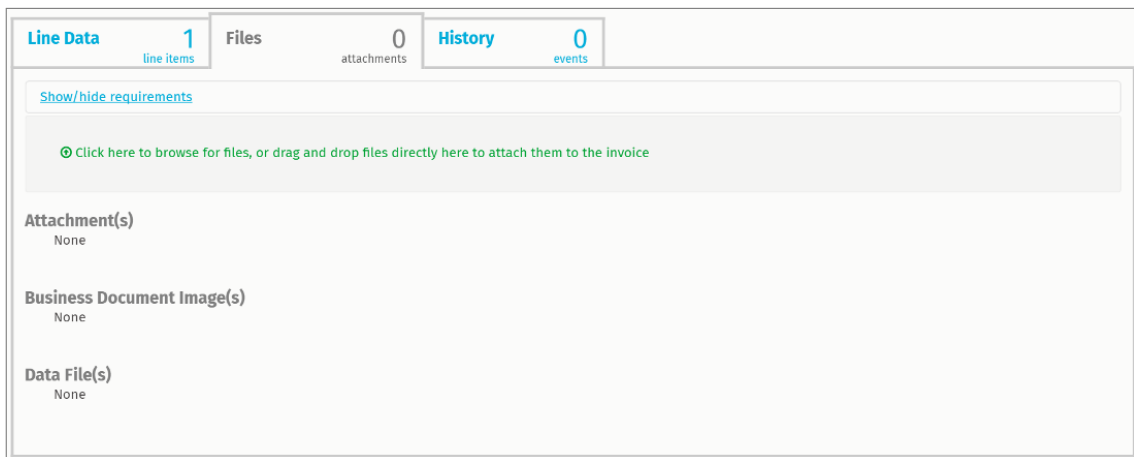 Line Data 1 line items
Files 0 attachments
History 0 events
Show/hide requirements
Click here to browse for files, or drag and drop files directly here to attach them to the invoice
Attachment(s)
None
Business Document Image(s)
None
Data File(s)
None